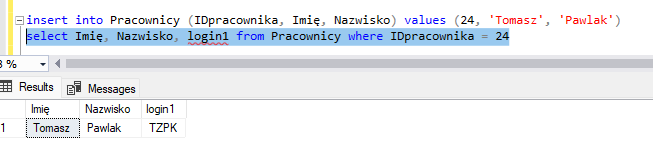 insert into Pracownicy (IDpracownika, Imię, Nazwisko) values (24, 'Tomasz', 'Pawlak')
select Imię, Nazwisko, login1 from Pracownicy where IDpracownika = 24
%
Results Messages
Imię Nazwisko login1
1 Tomasz Pawlak TZPK